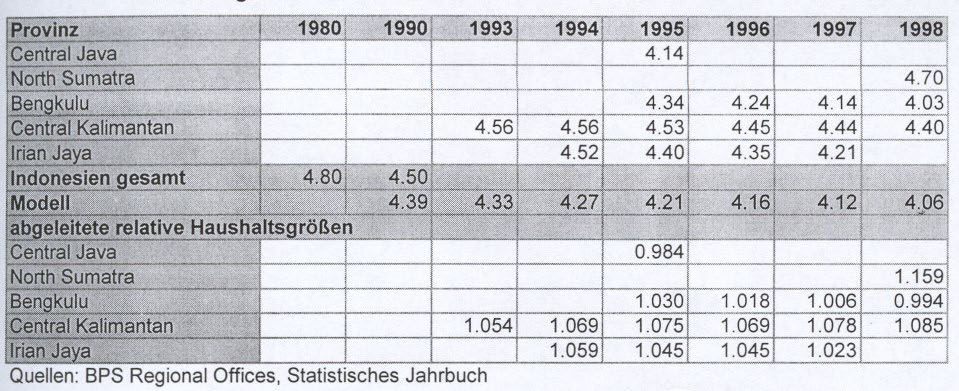 Provinz 1980 1990 1993 1994 1995 1996 1997 1998
Central Java 4.14
North Sumatra 4.70
Bengkulu 4.34 4.24 4.14 4.03
Central Kalimantan 4.56 4.56 4.53 4.45 4.44 4.40
Irian Jaya 4.52 4.40 4.35 4.21
Indonesien gesamt 4.80 4.50
Modell 4.39 4.33 4.27 4.21 4.16 4.12 4.06
abgeleitete relative Haushaltsgrößen
Central Java 0.984
North Sumatra 1.159
Bengkulu 1.030 1.018 1.006 0.994
Central Kalimantan 1.054 1.069 1.075 1.069 1.078 1.085
Irian Jaya 1.059 1.045 1.045 1.023
Quellen: BPS Regional Offices, Statistisches Jahrbuch